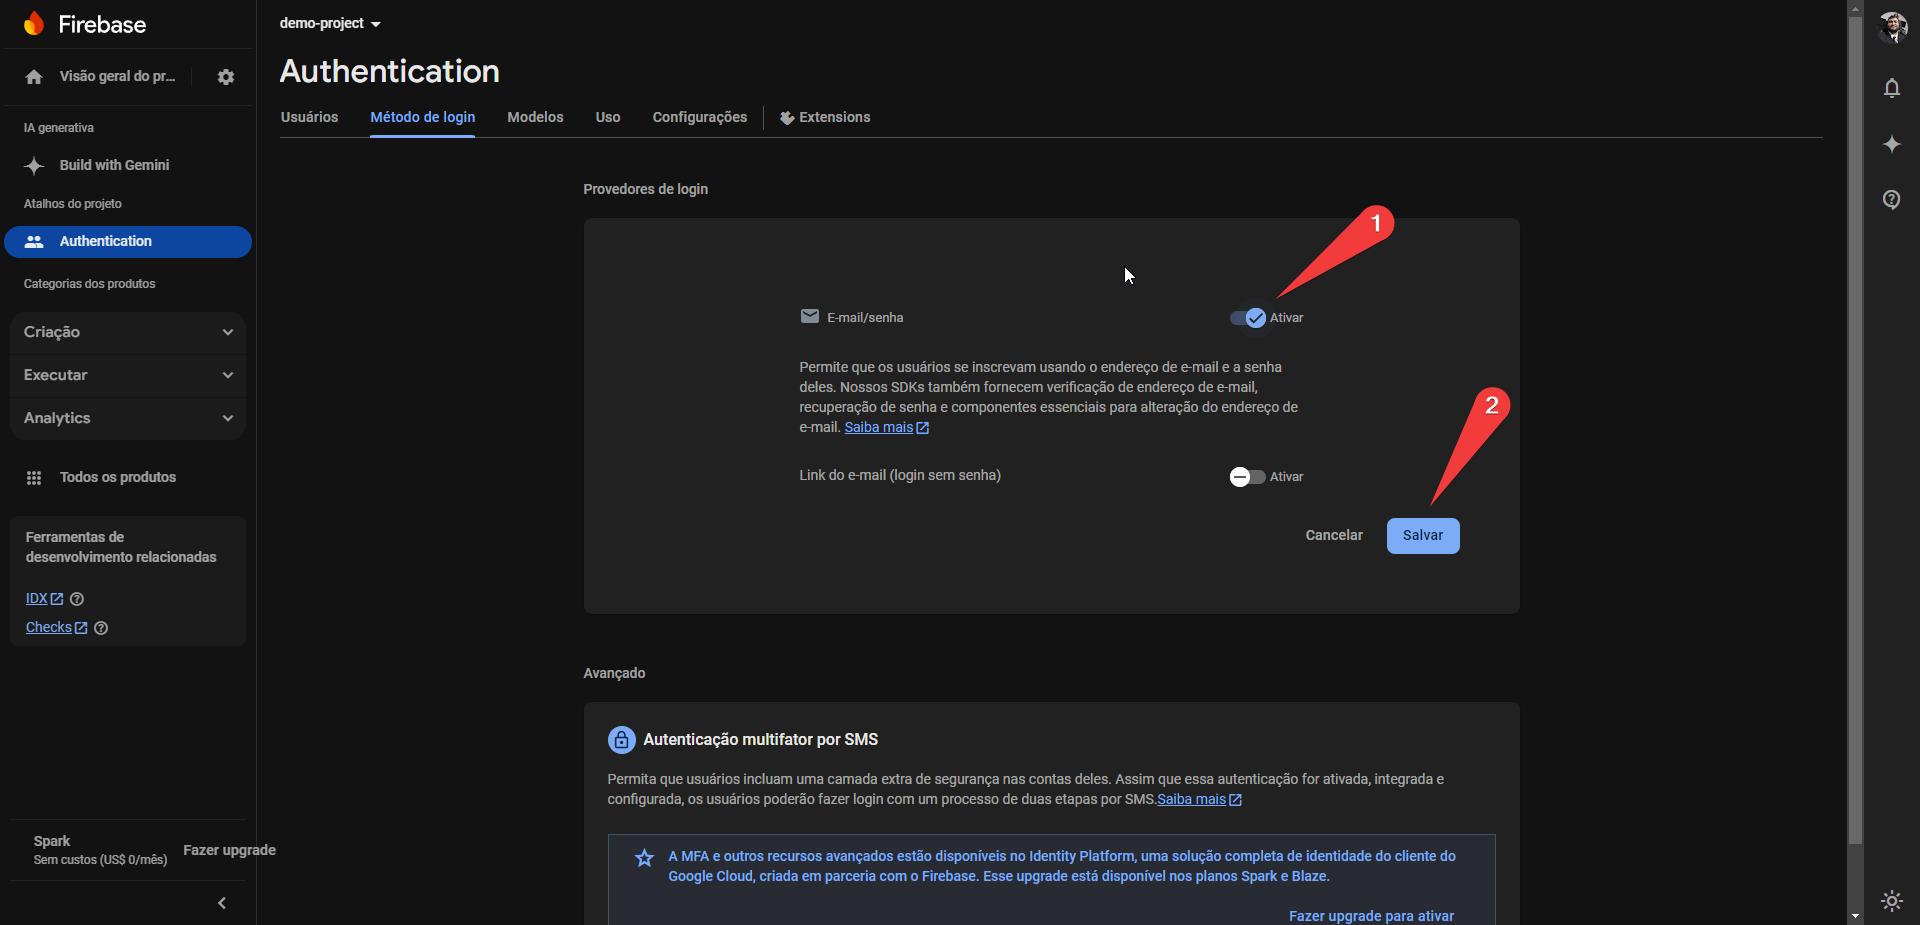 Firebase
Visão geral do pr...
IA generativa
Build with Gemini
Atalhos do projeto
Authentication
Categorias dos produtos
Criação
Executar
Analytics
Todos os produtos
Ferramentas de
desenvolvimento relacionadas
IDX
Checks
Spark
Sem custos (US$ 0/mês)
Fazer upgrade
demo-project
Authentication
Usuários
Método de login
Modelos
Uso
Configurações
Extensions
Provedores de login
1
E-mail/senha
Ativar
Permite que os usuários se inscrevam usando o endereço de e-mail e a senha
deles. Nossos SDKs também fornecem verificação de endereço de e-mail,
recuperação de senha e componentes essenciais para alteração do endereço de
e-mail. Saiba mais
2
Link do e-mail (login sem senha)
Ativar
Cancelar
Salvar
Avançado
Autenticação multifator por SMS
Permita que usuários incluam uma camada extra de segurança nas contas deles. Assim que essa autenticação for ativada, integrada e
configurada, os usuários poderão fazer login com um processo de duas etapas por SMS.Saiba mais
A MFA e outros recursos avançados estão disponíveis no Identity Platform, uma solução completa de identidade do cliente do
Google Cloud, criada em parceria com o Firebase. Esse upgrade está disponível nos planos Spark e Blaze.
Fazer upgrade para ativar